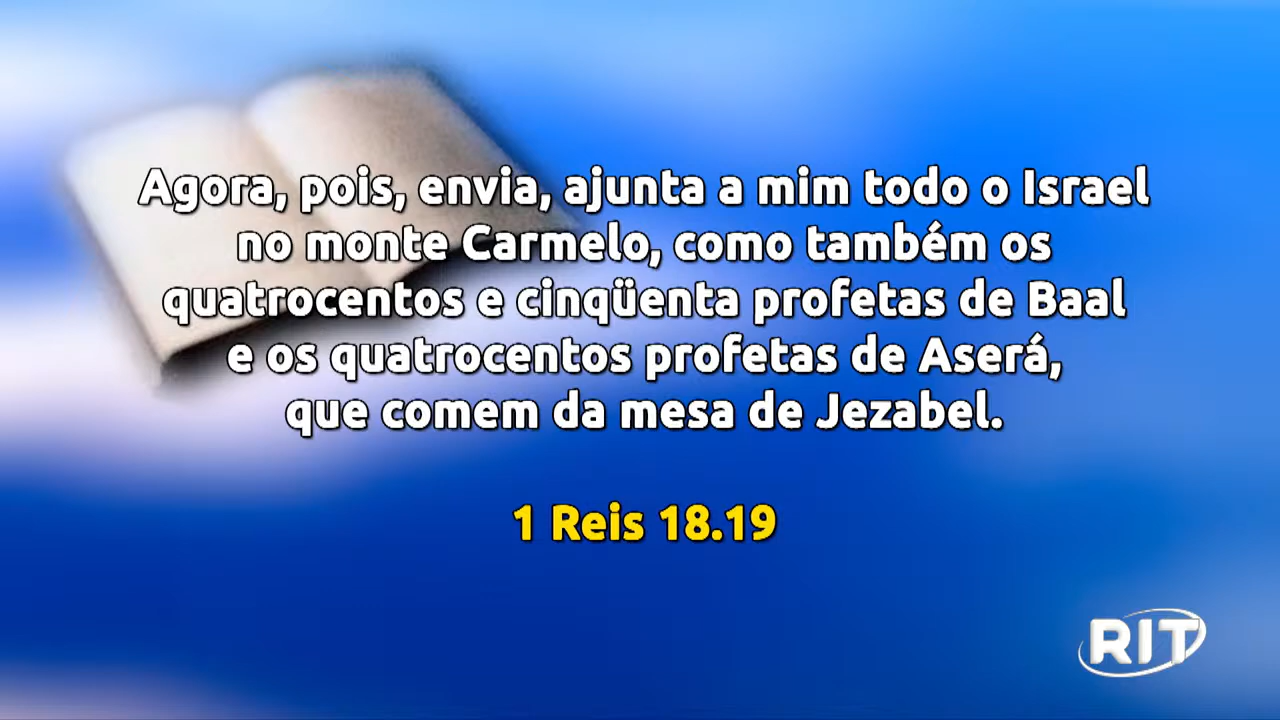 Agora, pois, envia, ajunta a mim todo o Israel
no monte Carmelo, como também os
quatrocentos e cinqüenta profetas de Baal
e os quatrocentos profetas de Aserá,
que comem da mesa de Jezabel.
1 Reis 18.19
RIT